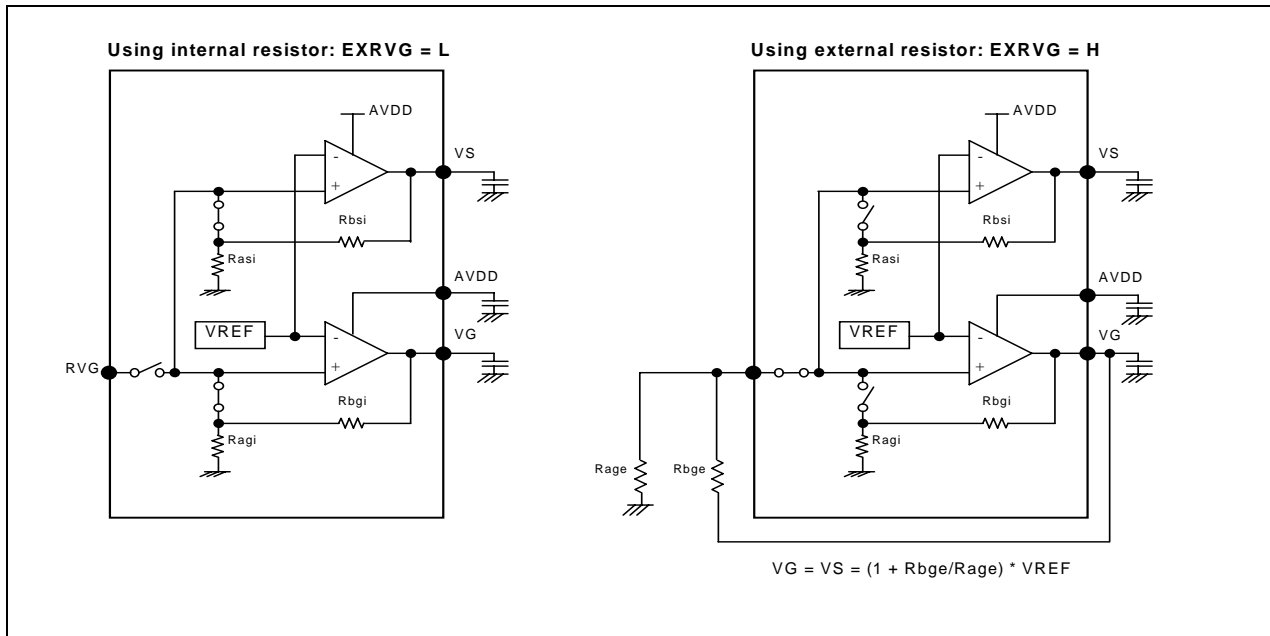 Using internal resistor: EXRVG = L
AVDD
-
+
VS
Rbsi
Rasi
AVDD
VREF
-
+
VG
RVG
Rbgi
Ragi
Using external resistor: EXRVG = H
AVDD
-
+
VS
Rbsi
Rasi
AVDD
VREF
-
+
VG
Rbgi
Ragi
Rage
Rbge
VG = VS = (1 + Rbge/Rage) * VREF